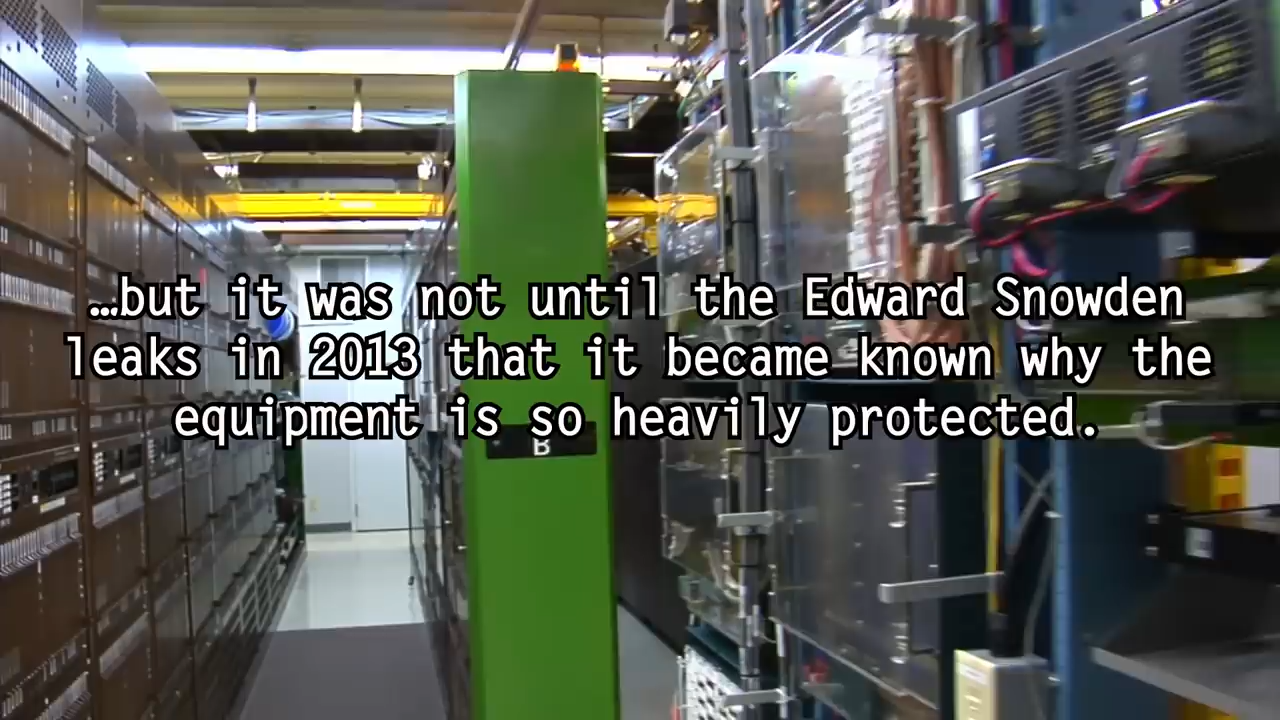 …but it was not until the Edward Snowden
leaks in 2013 that it became known why the
equipment is so heavily protected.
B